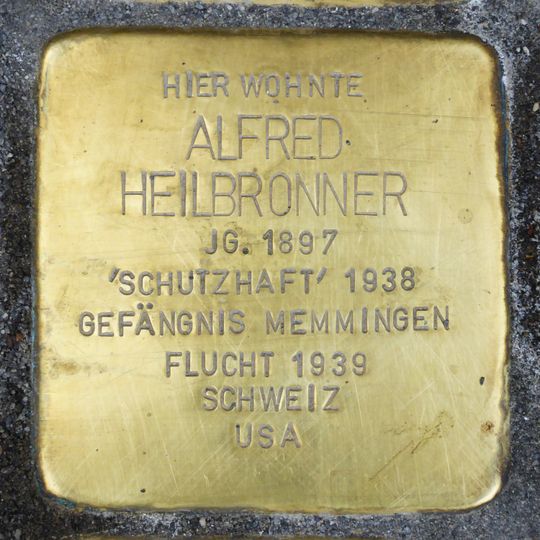 HIER WOHNTE
ALFRED
HEILBRONNER
JG. 1897
'SCHUTZHAFT' 1938
GEFÄNGNIS MEMMINGEN
FLUCHT 1939
SCHWEIZ
USA